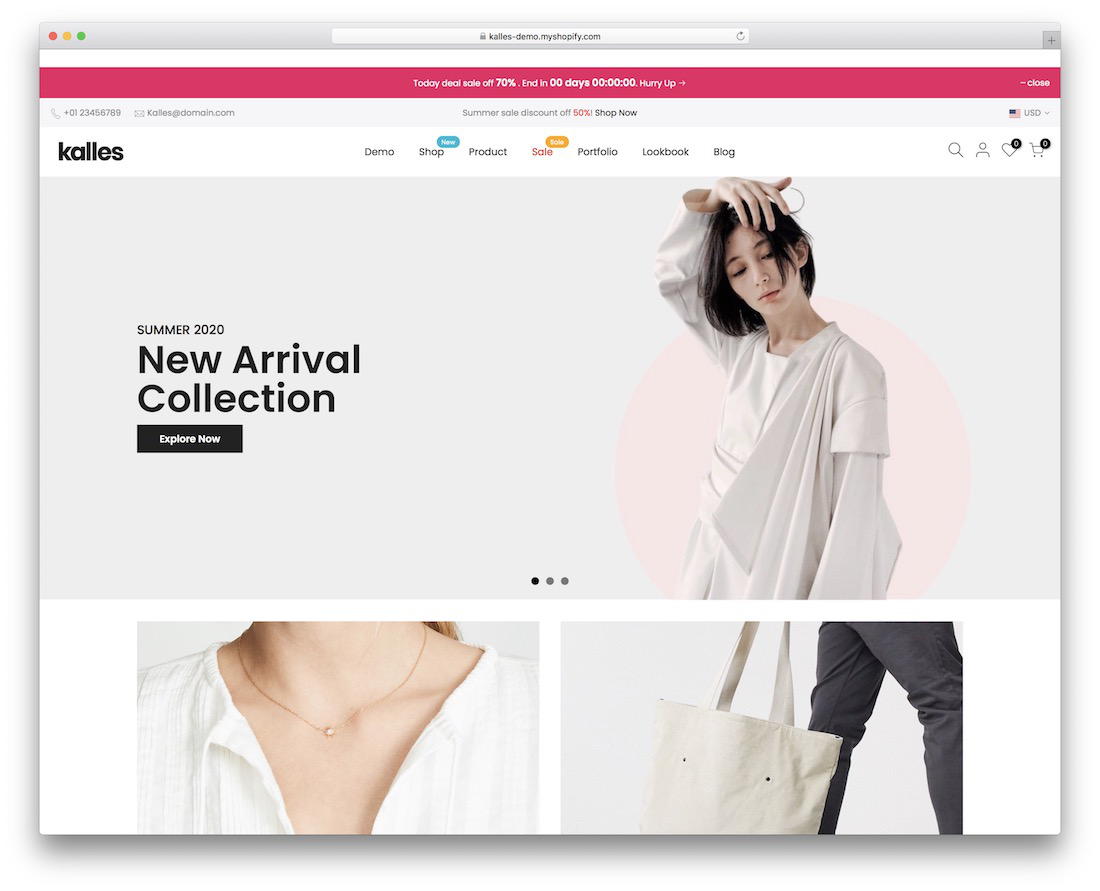 kalles-demo.myshopify.com
Today deal sale off 70% . End in 00 days 00:00:00. Hurry Up →
– close
+01 23456789 Kalles@domain.com
Summer sale discount off 50%! Shop Now
USD
kalles
Demo
Shop
New
Product
Sale
Sale
Portfolio
Lookbook
Blog
0
0
SUMMER 2020
New Arrival
Collection
Explore Now